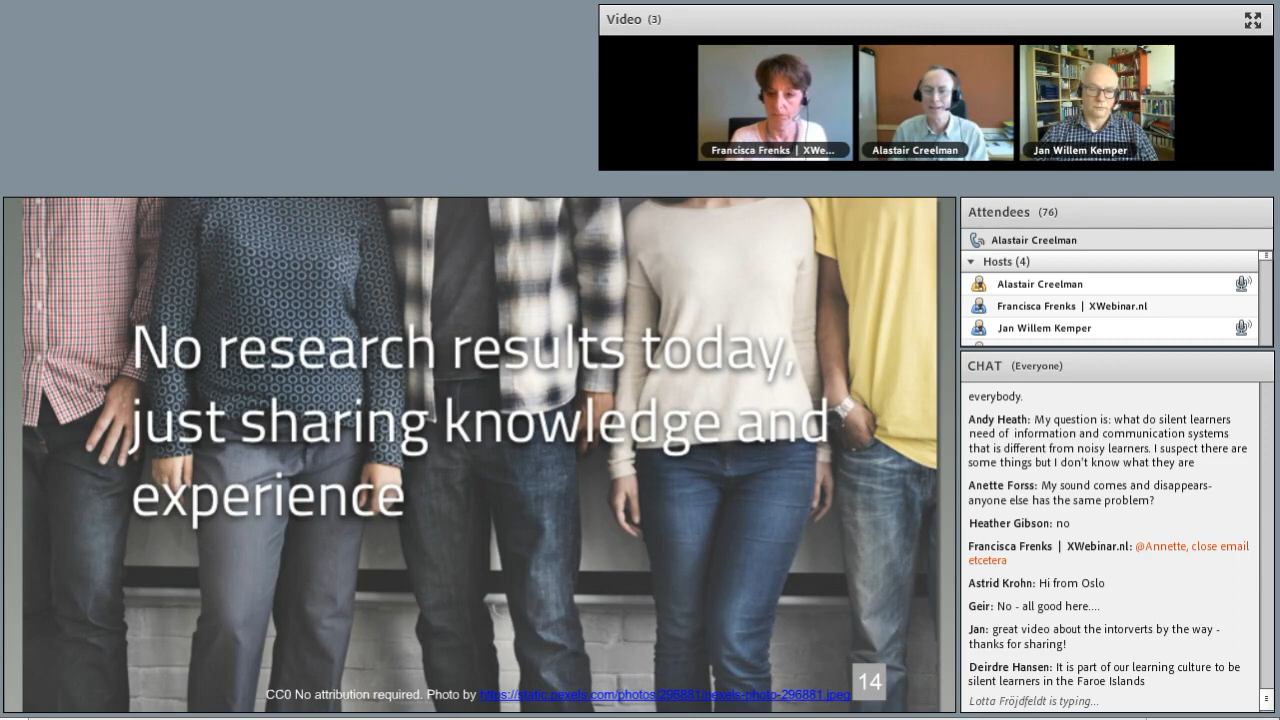 Video (3)
Francisca Frenks | XWe...
Alastair Creelman
Jan Willem Kemper
No research results today,
just sharing knowledge and
experience
CC0 No attribution required. Photo by https://static.pexels.com/photos/296881/pexels-photo-296881.jpeg
14
Attendees (76)
Alastair Creelman
Hosts (4)
Alastair Creelman
Francisca Frenks | XWebinar.nl
Jan Willem Kemper
CHAT (Everyone)
everybody.
Andy Heath: My question is: what do silent learners
need of information and communication systems
that is different from noisy learners. I suspect there are
some things but I don't know what they are
Anette Forss: My sound comes and disappears-
anyone else has the same problem?
Heather Gibson: no
Francisca Frenks | XWebinar.nl: @Annette, close email
etcetera
Astrid Krohn: Hi from Oslo
Geir: No - all good here....
Jan: great video about the intorverts by the way -
thanks for sharing!
Deirdre Hansen: It is part of our learning culture to be
silent learners in the Faroe Islands
Lotta Fröjdfeldt is typing...